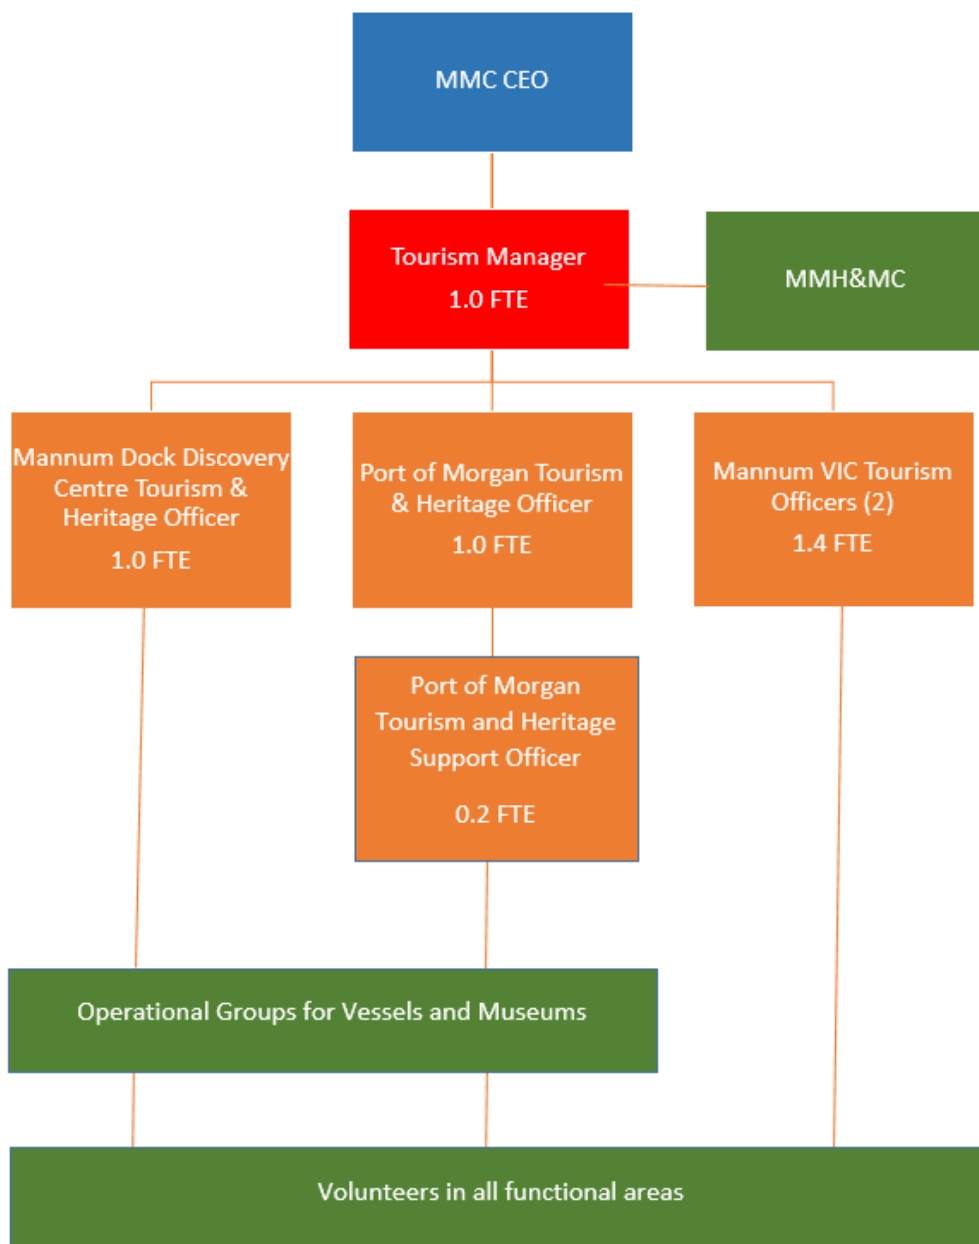 MMC CEO
Tourism Manager
1.0 FTE
MMH&MC
Mannum Dock Discovery
Centre Tourism &
Heritage Officer
1.0 FTE
Port of Morgan Tourism
& Heritage Officer
1.0 FTE
Mannum VIC Tourism
Officers (2)
1.4 FTE
Port of Morgan
Tourism and Heritage
Support Officer
0.2 FTE
Operational Groups for Vessels and Museums
Volunteers in all functional areas